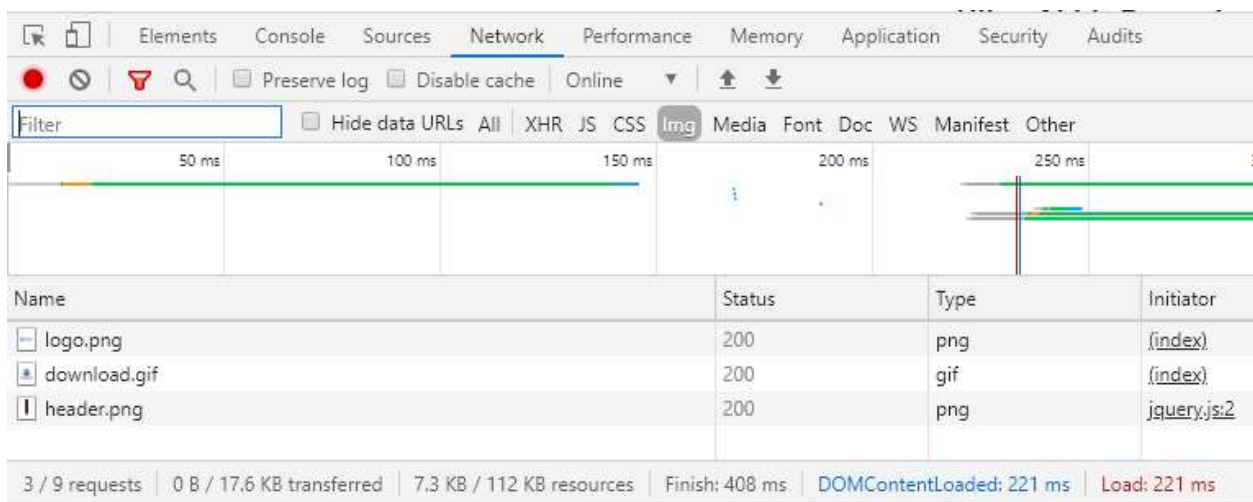 Elements Console Sources Network Performance Memory Application Security Audits
Preserve log Disable cache Online
Filter Hide data URLs All XHR JS CSS Img Media Font Doc WS Manifest Other
50 ms 100 ms 150 ms 200 ms 250 ms
Name Status Type Initiator
logo.png 200 png (index)
download.gif 200 gif (index)
header.png 200 png jquery.js:2
3 / 9 requests 0 B / 17.6 KB transferred 7.3 KB / 112 KB resources Finish: 408 ms DOMContentLoaded: 221 ms Load: 221 ms